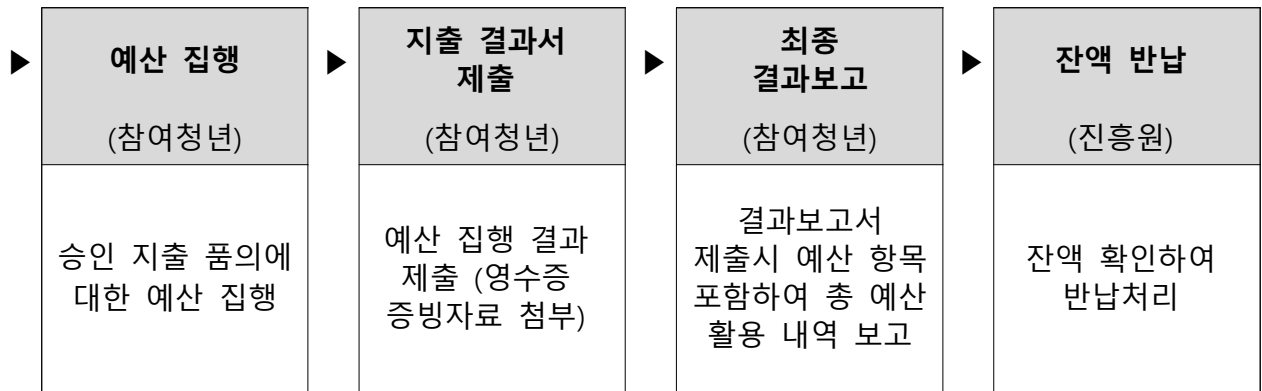 ▶
예산 집행
(참여청년)
승인 지출 품의에
대한 예산 집행
▶
지출 결과서
제출
(참여청년)
예산 집행 결과
제출 (영수증
증빙자료 첨부)
▶
최종
결과보고
(참여청년)
결과보고서
제출시 예산 항목
포함하여 총 예산
활용 내역 보고
▶
잔액 반납
(진흥원)
잔액 확인하여
반납처리